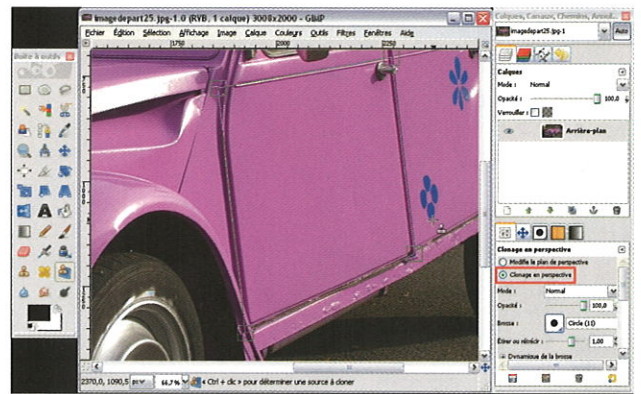 imagedepart25.jpg-1.0 (RVB, 1 calque) 3008x2000 – GIMP
Fichier Édition Sélection Affichage Image Calque Couleurs Outils Filtres Fenêtres Aide
1750 2000 2250
Boîte à outils
2370,0, 1090,5 px 66,7 % « Ctrl + clic » pour déterminer une source à cloner
Calques, Canaux, Chemins, Annul...
imagedepart25.jpg-1 Auto
Calques
Mode : Normal
Opacité : 100,0
Verrouiller :
Arrière-plan
Clonage en perspective
Modifie le plan de perspective
Clonage en perspective
Mode : Normal
Opacité : 100,0
Brosse : Circle (11)
Étirer ou rétrécir : 1,00
Dynamique de la brosse